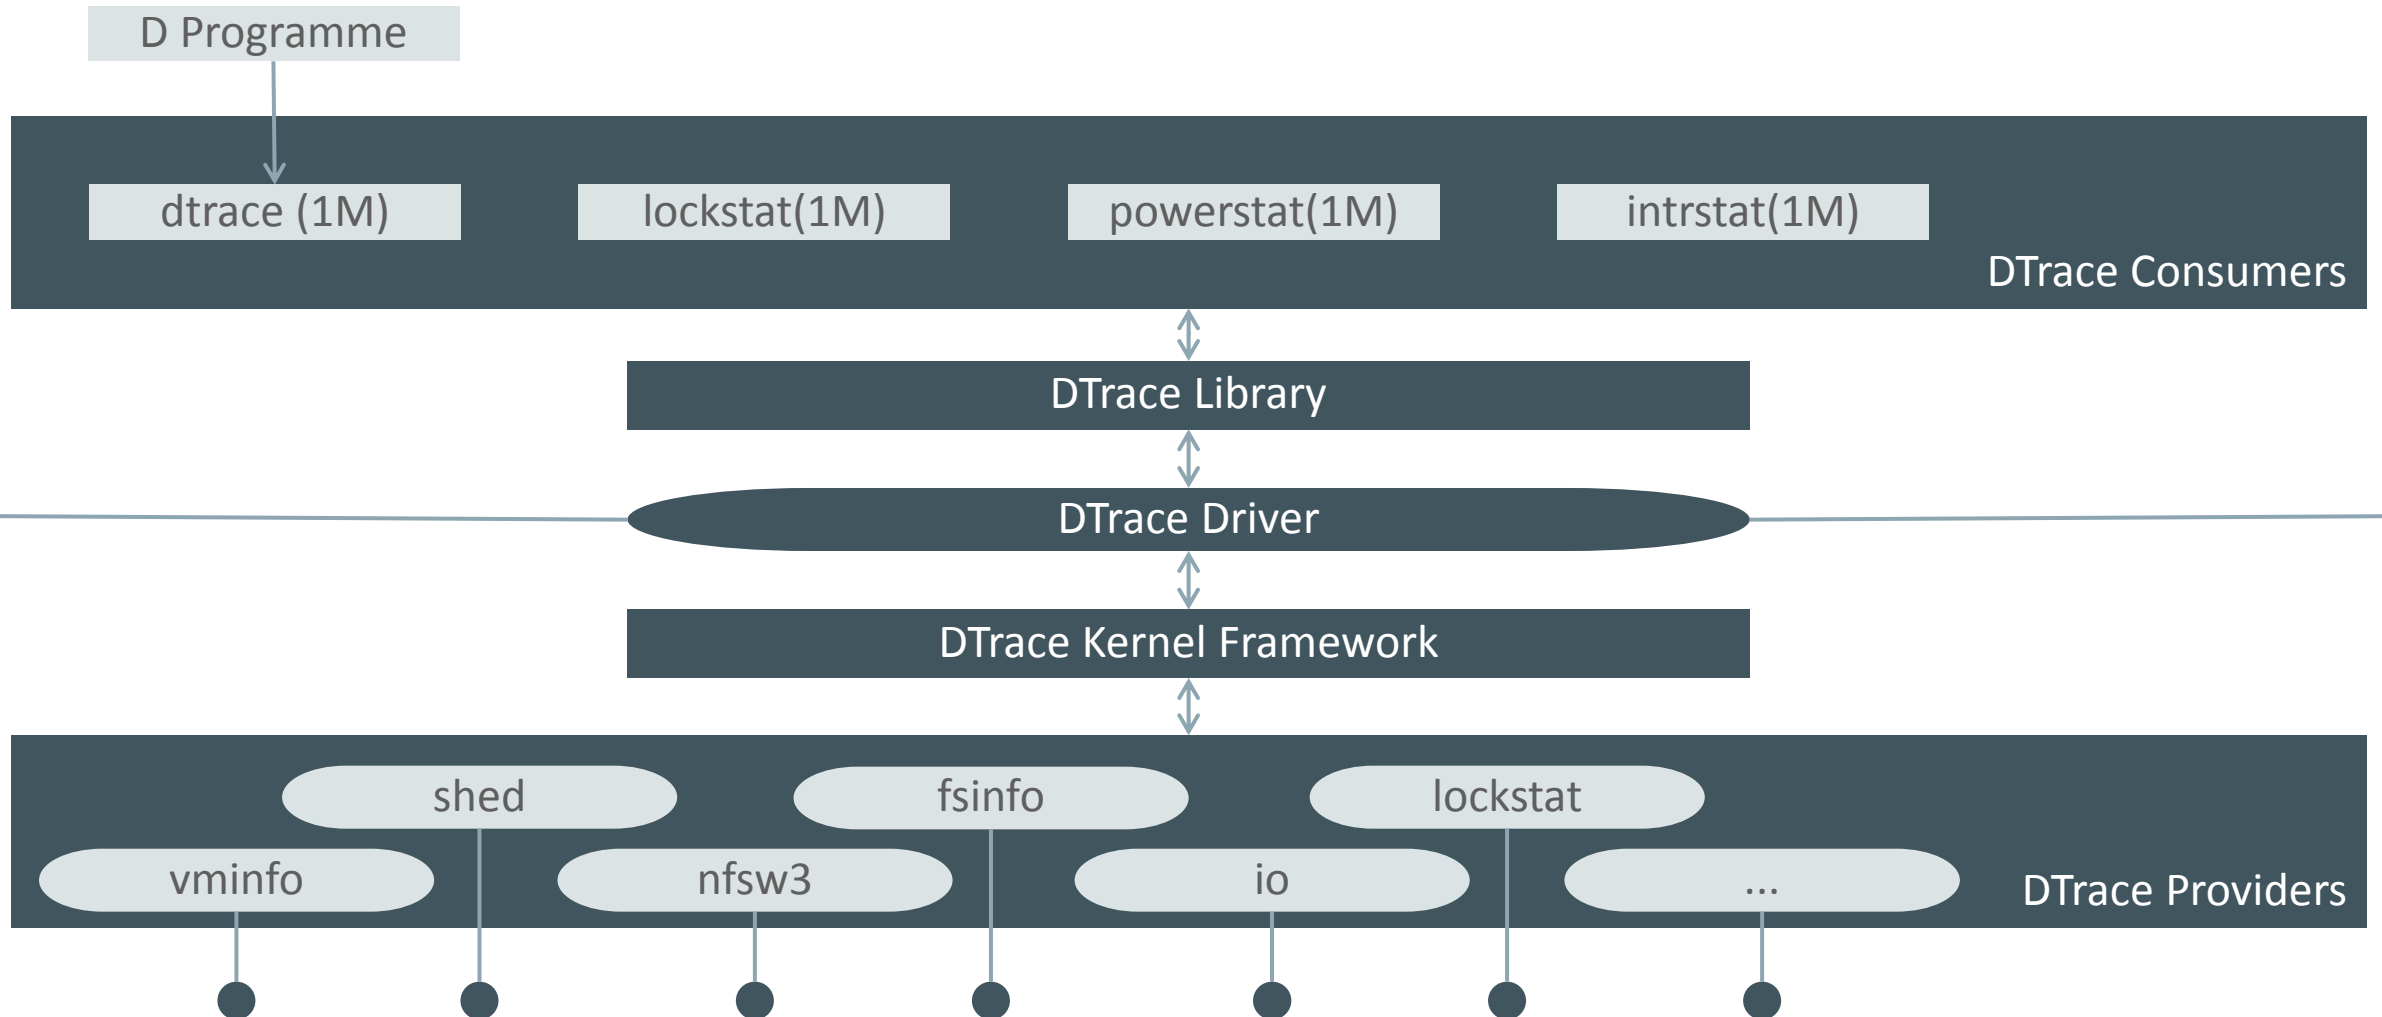 D Programme
dtrace (1M)
lockstat(1M)
powerstat(1M)
intrstat(1M)
DTrace Consumers
DTrace Library
DTrace Driver
DTrace Kernel Framework
shed
fsinfo
lockstat
vminfo
nfsw3
io
...
DTrace Providers